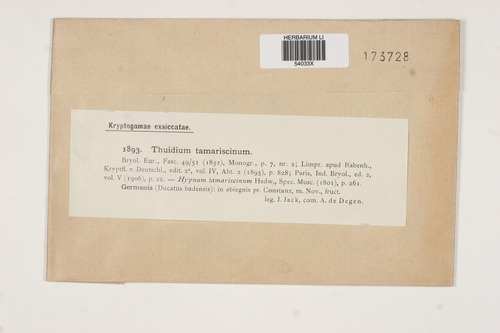 HERBARIUM LI
54033X
173728
Kryptogamae exsiccatae.
1893. Thuidium tamariscinum.
Bryol. Eur., Fasc. 49/51 (1852), Monogr., p. 7, nr. 2; Limpr. apud Rabenh.,
Kryptfl. v. Deutschl., edit. 2ª, vol. IV, Abt. 2 (1895), p. 828; Paris, Ind. Bryol., ed. 2,
vol. V (1906), p. 22. — Hypnum tamariscinum Hedw., Spec. Musc. (1801), p. 261.
Germania (Ducatus badensis): in abiegnis pr. Constanz, m. Nov., fruct.
leg. J. Jack, com. A. de Degen.